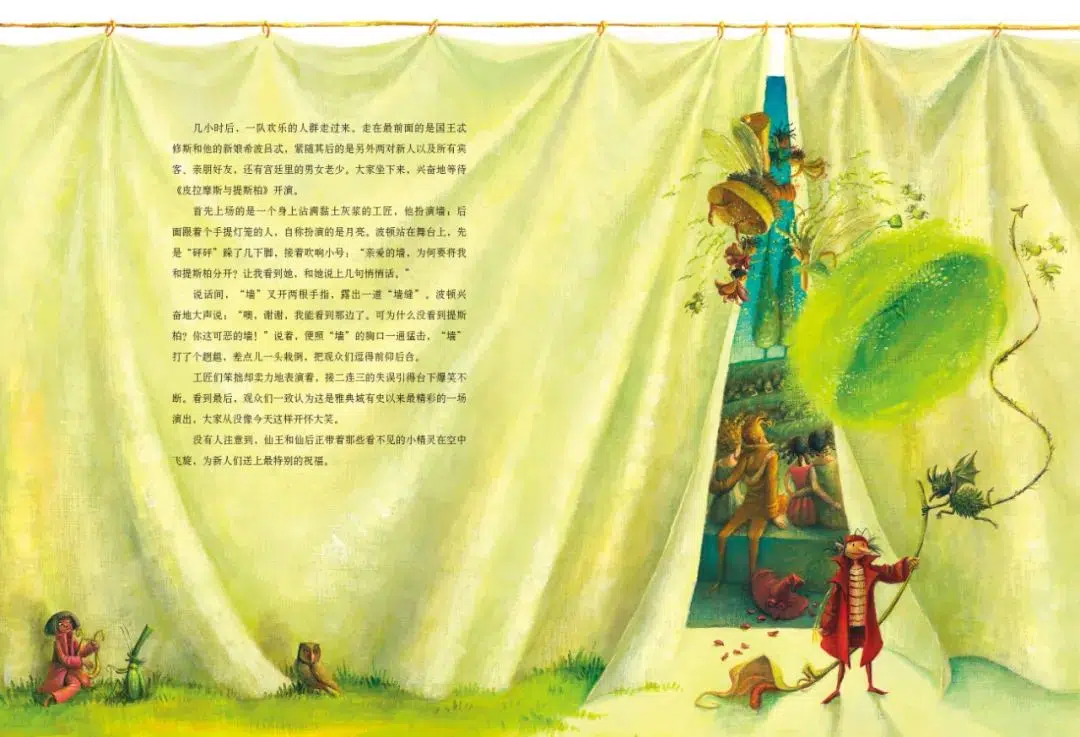 几小时后，一队欢乐的人群走过来。走在最前面的是国王忒
修斯和他的新娘希波吕忒，紧随其后的是另外两对新人以及所有宾
客、亲朋好友，还有宫廷里的男女老少。大家坐下来，兴奋地等待
《皮拉摩斯与提斯柏》开演。
首先上场的是一个身上沾满黏土灰浆的工匠，他扮演墙；后
面跟着个手提灯笼的人，自称扮演的是月亮。波顿站在舞台上，先
是“砰砰”跺了几下脚，接着吹响小号：“亲爱的墙，为何要将我
和提斯柏分开？让我看到她，和她说上几句悄悄话。”
说话间，“墙”叉开两根手指，露出一道“墙缝”。波顿兴
奋地大声说：“噢，谢谢，我能看到那边了。可为什么没看到提斯
柏？你这可恶的墙！”说着，便照“墙”的胸口一通猛击，“墙”
打了个趔趄，差点儿一头栽倒，把观众们逗得前仰后合。
工匠们笨拙却卖力地表演着，接二连三的失误引得台下爆笑不
断。看到最后，观众们一致认为这是雅典城有史以来最精彩的一场
演出，大家从没像今天这样开怀大笑。
没有人注意到，仙王和仙后正带着那些看不见的小精灵在空中
飞旋，为新人们送上最特别的祝福。